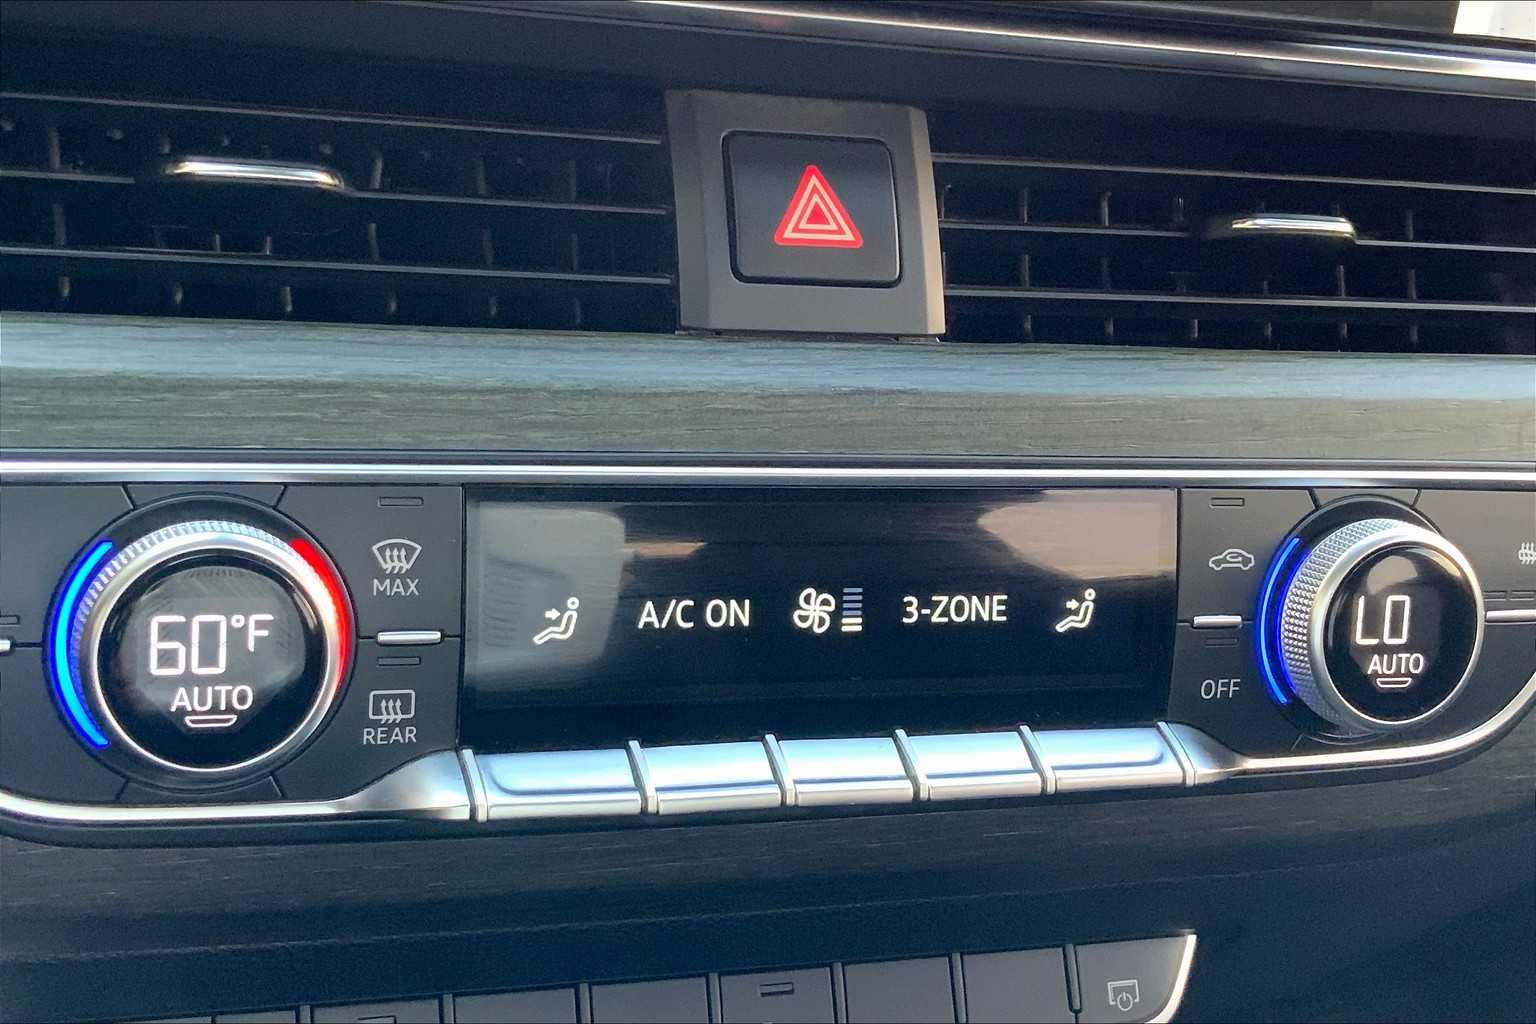 MAX
60°F
AUTO
REAR
A/C ON
3-ZONE
OFF
LO
AUTO